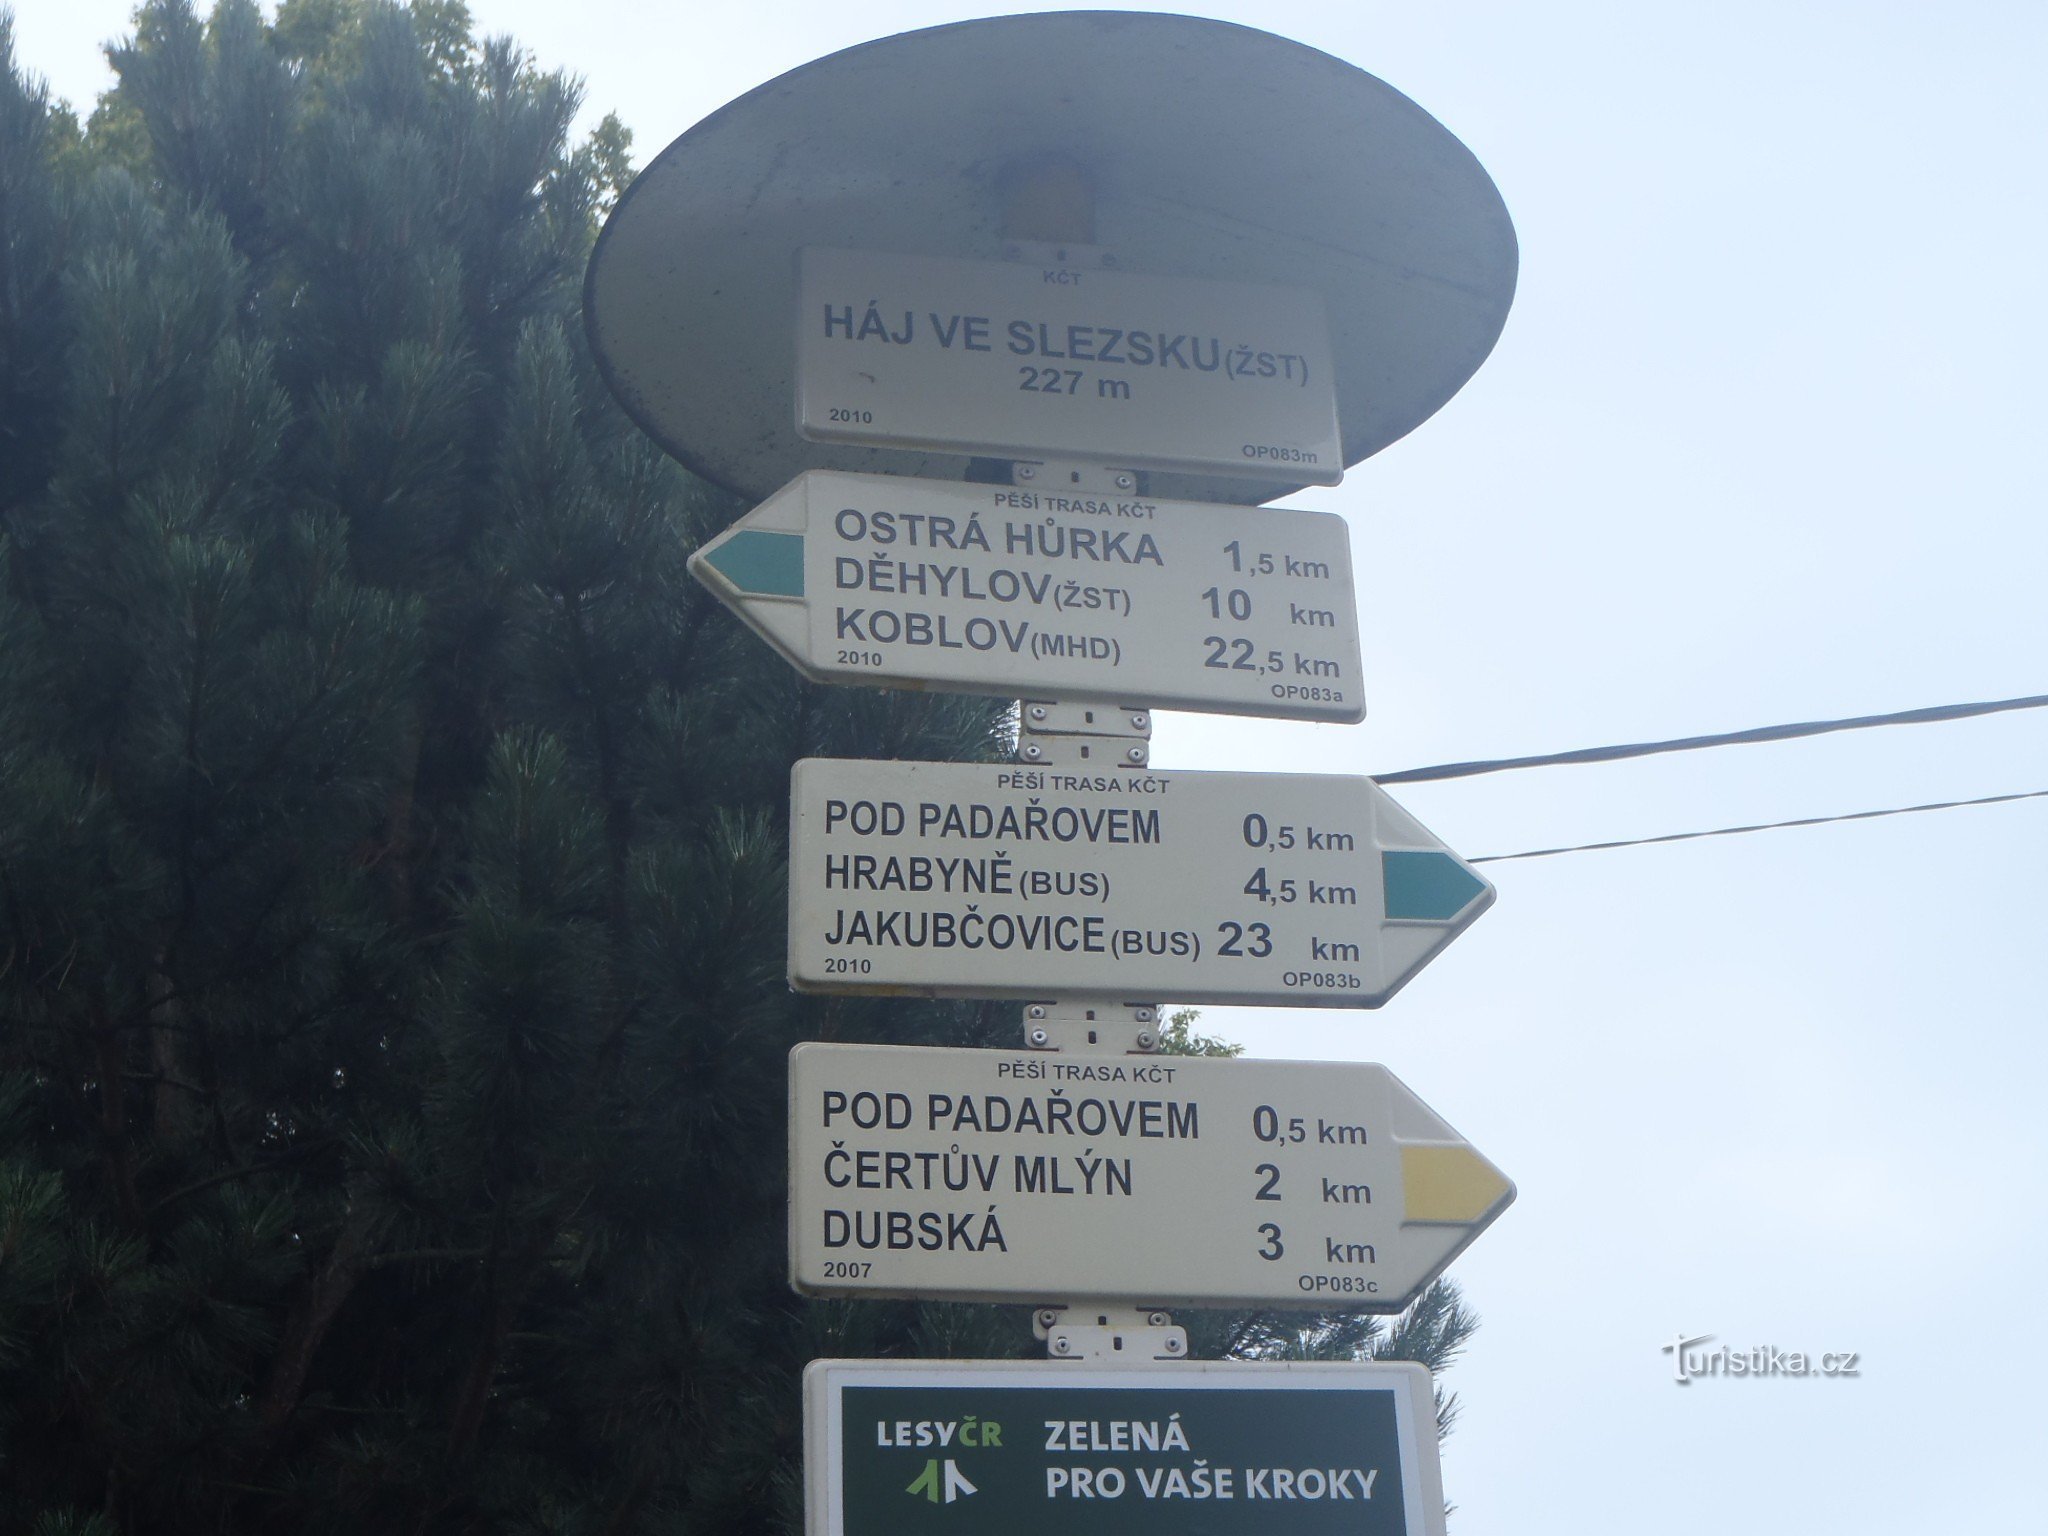 KČT
HÁJ VE SLEZSKU(ŽST)
227 m
2010 OP083m
PĚŠÍ TRASA KČT
OSTRÁ HŮRKA 1,5 km
DĚHYLOV(ŽST) 10 km
KOBLOV(MHD) 22,5 km
2010 OP083a
PĚŠÍ TRASA KČT
POD PADAŘOVEM 0,5 km
HRABYNĚ(BUS) 4,5 km
JAKUBČOVICE(BUS) 23 km
2010 OP083b
PĚŠÍ TRASA KČT
POD PADAŘOVEM 0,5 km
ČERTŮV MLÝN 2 km
DUBSKÁ 3 km
2007 OP083c
Turistika.cz
LESYČR ZELENÁ
PRO VAŠE KROKY